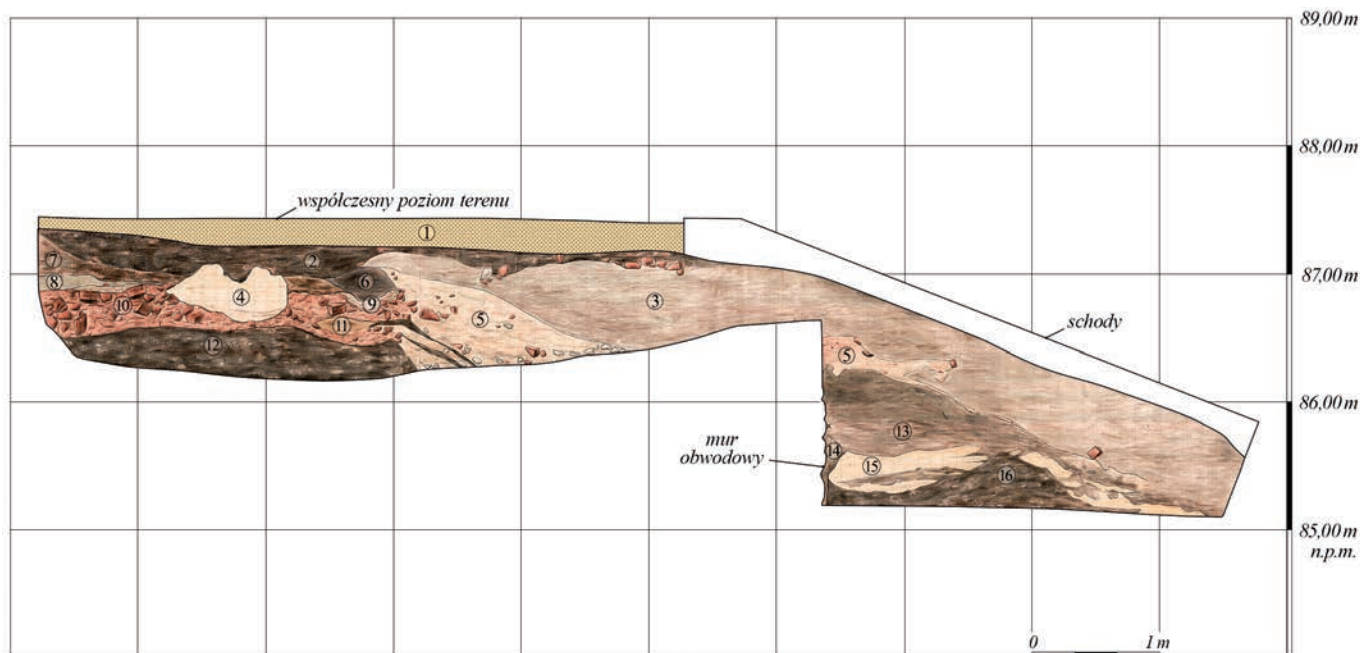 89,00 m
88,00 m
współczesny poziom terenu
①
②
⑦
87,00 m
⑧
⑥
④
③
⑩
⑨
⑤
schody
⑪
⑫
⑤
86,00 m
⑬
mur
obwodowy
⑭
⑮
⑯
85,00 m
n.p.m.
0 1 m